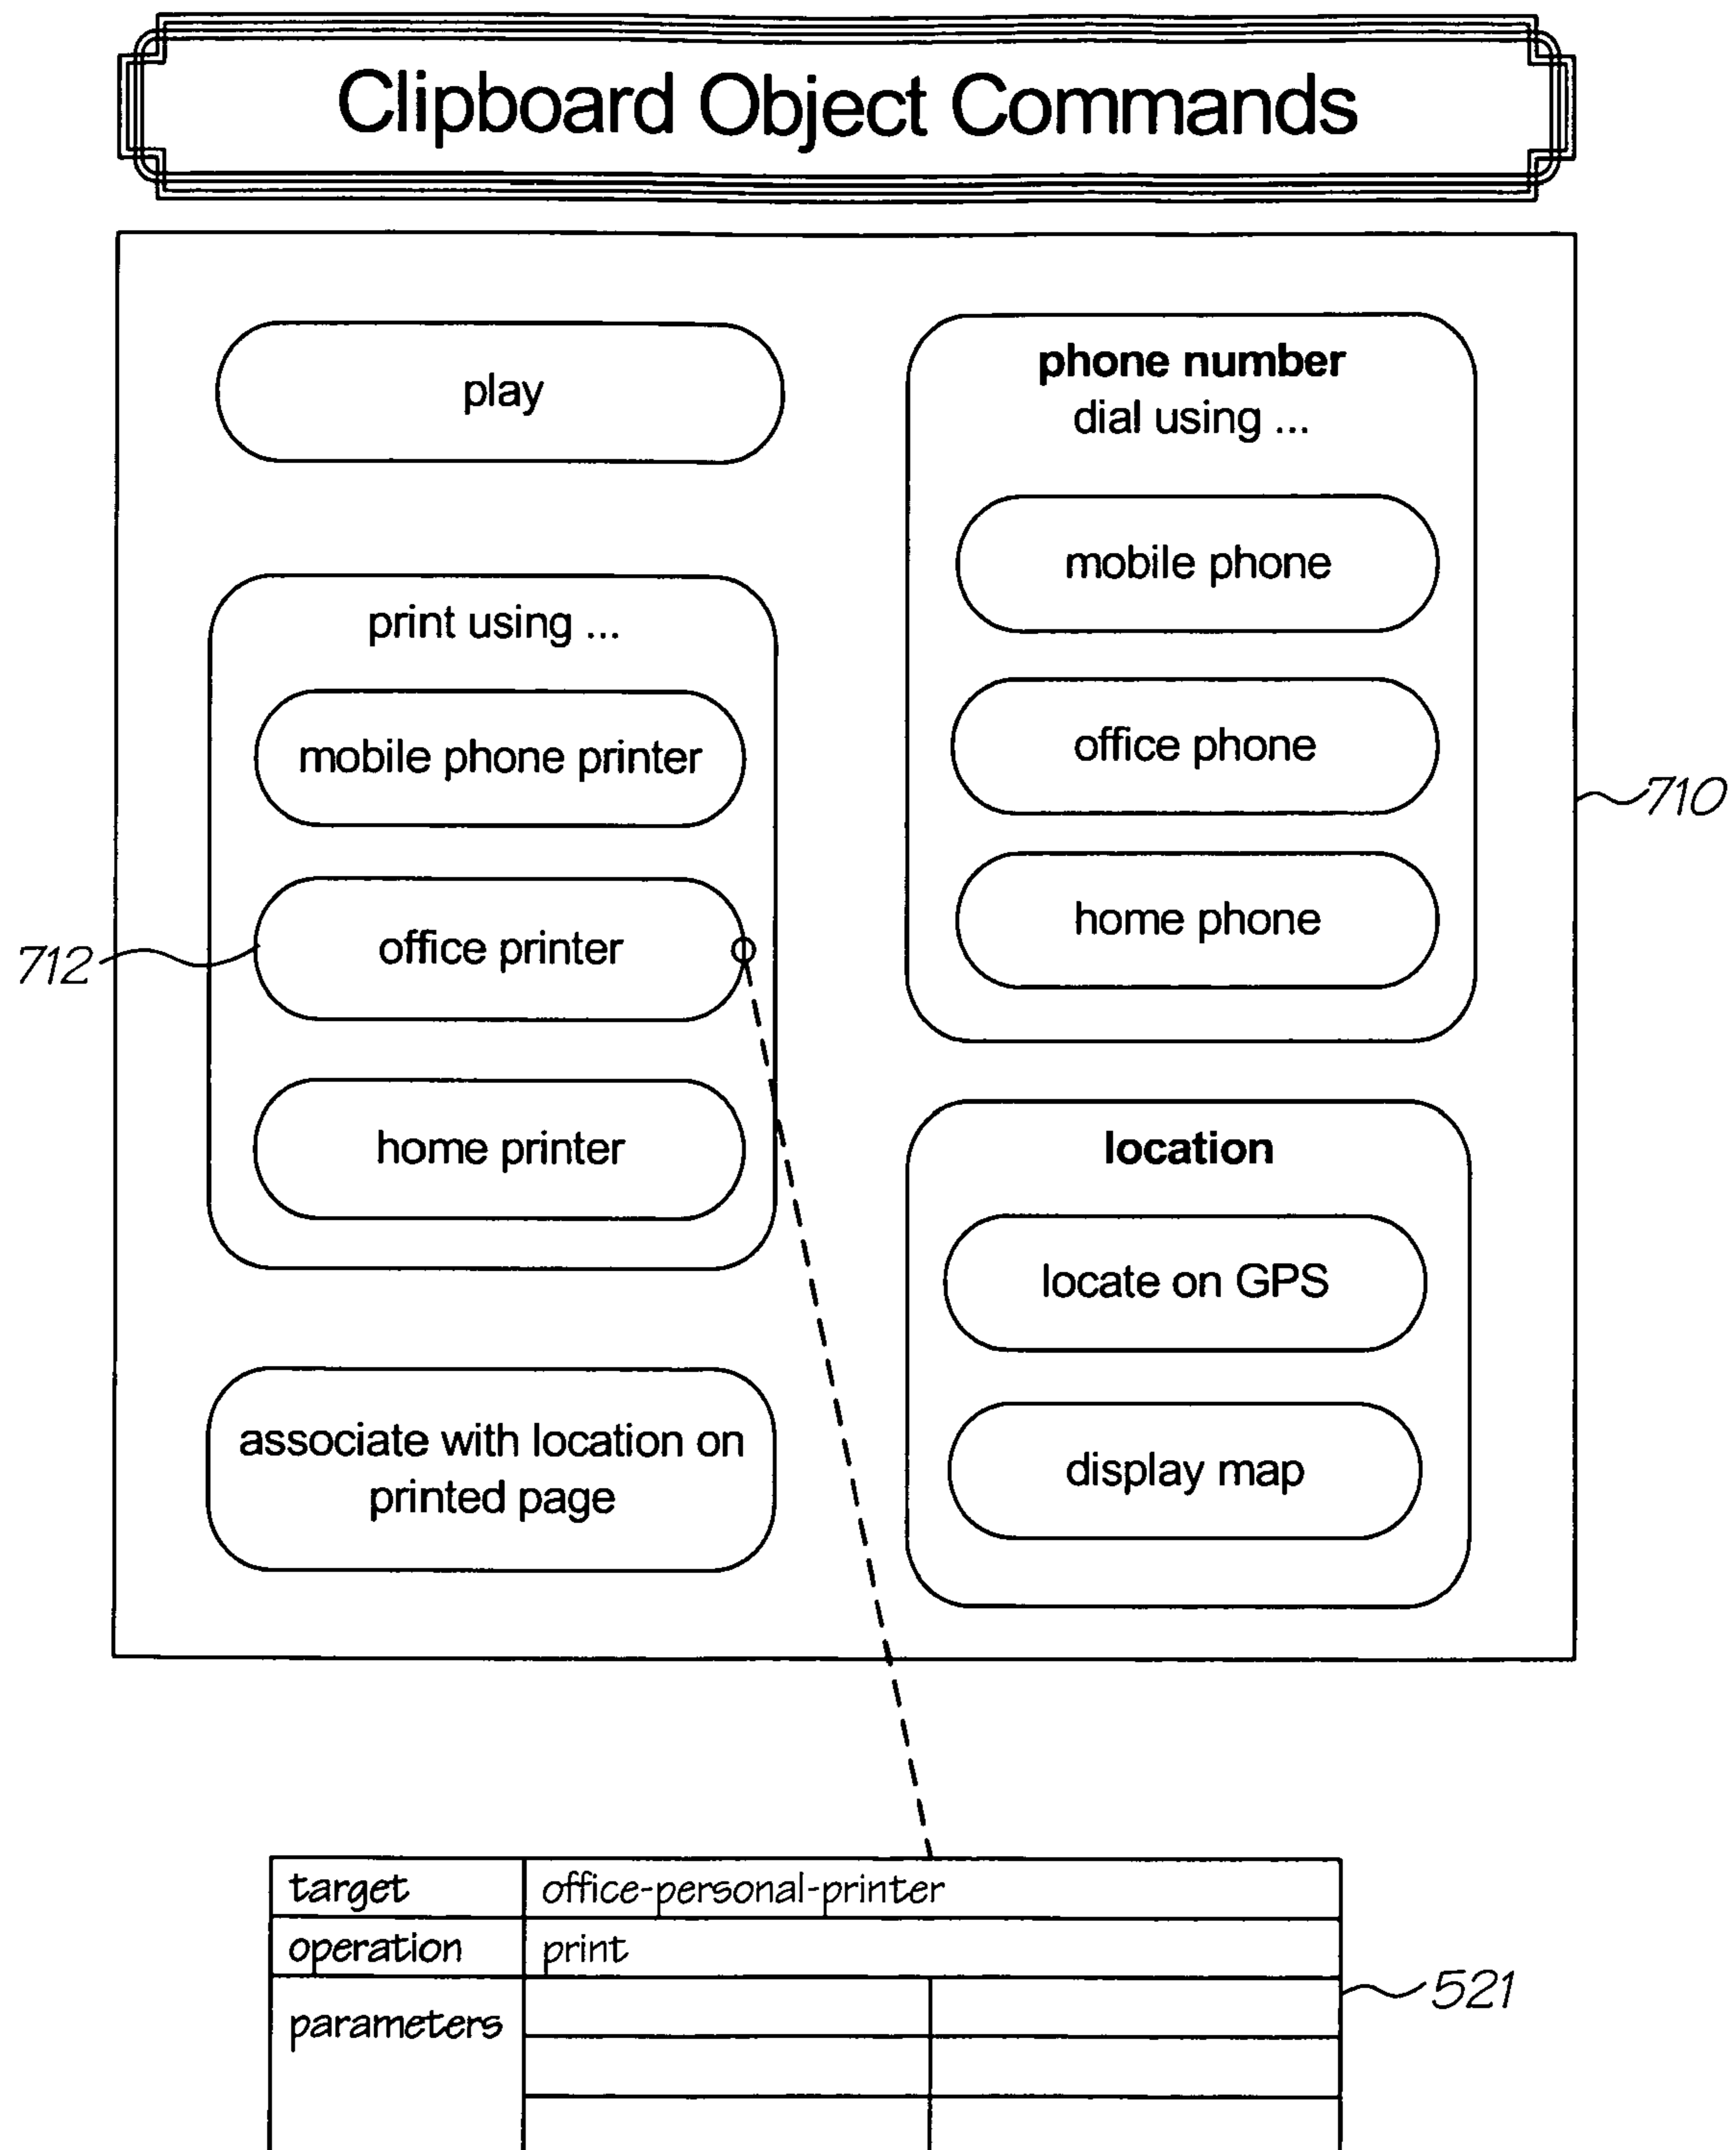 Clipboard Object Commands
play
print using ...
mobile phone printer
office printer
home printer
associate with location on
printed page
phone number
dial using ...
mobile phone
office phone
home phone
location
locate on GPS
display map
710
712
target office-personal-printer
operation print
parameters
521